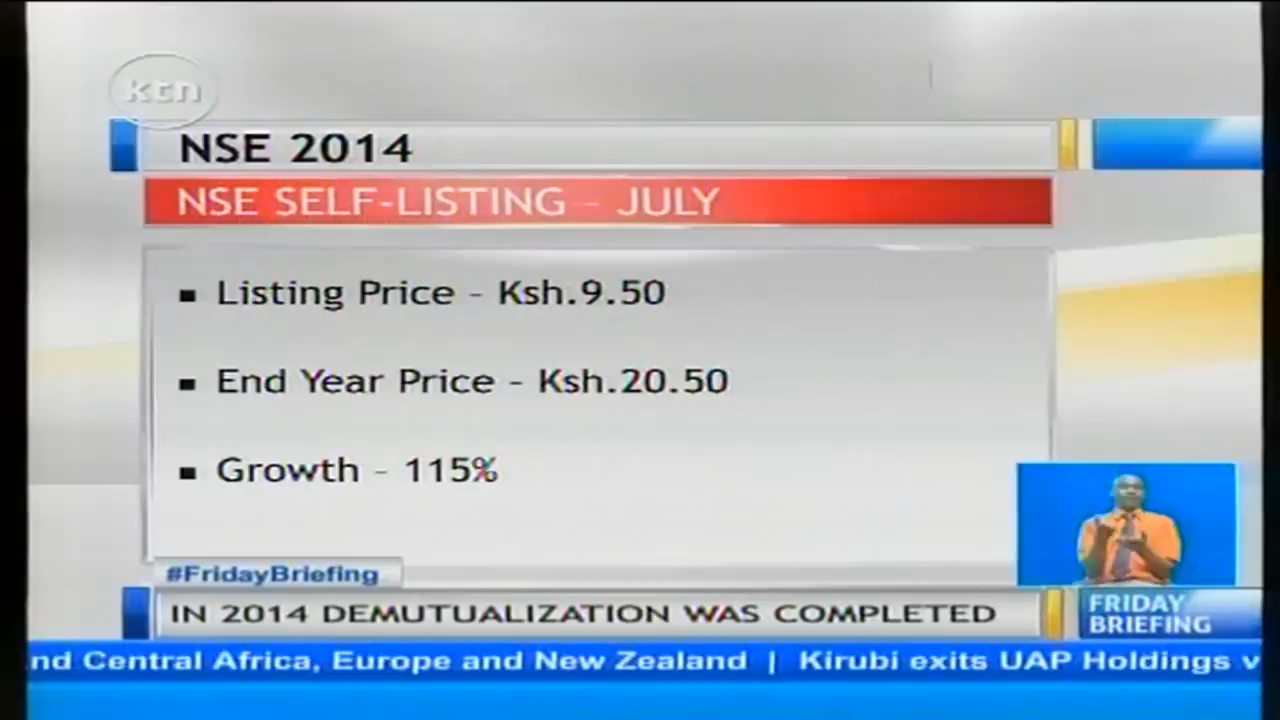 ktn
NSE 2014
NSE SELF-LISTING - JULY
▪ Listing Price - Ksh.9.50
▪ End Year Price - Ksh.20.50
▪ Growth - 115%
#FridayBriefing
IN 2014 DEMUTUALIZATION WAS COMPLETED
FRIDAY
BRIEFING
nd Central Africa, Europe and New Zealand | Kirubi exits UAP Holdings v